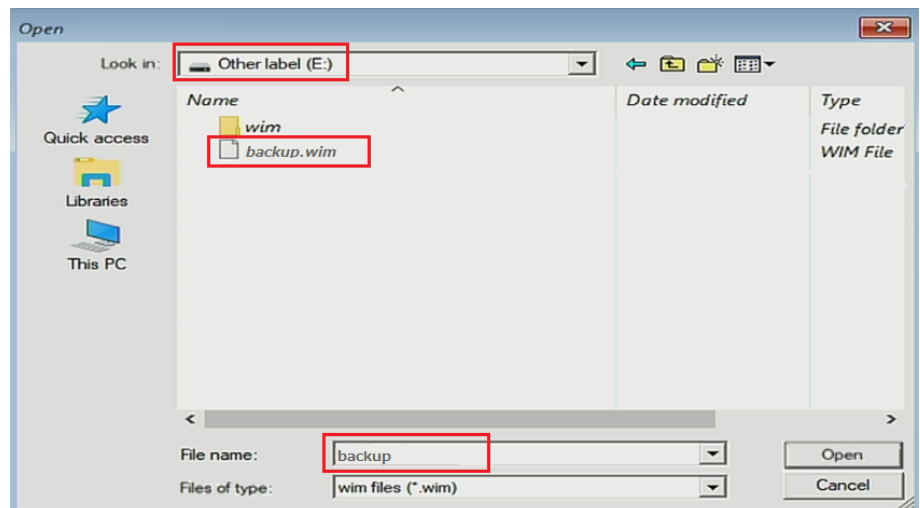 Open
Look in: Other label (E:)
Name Date modified Type
wim File folder
backup.wim WIM File
Quick access
Libraries
This PC
File name: backup Open
Files of type: wim files (*.wim) Cancel